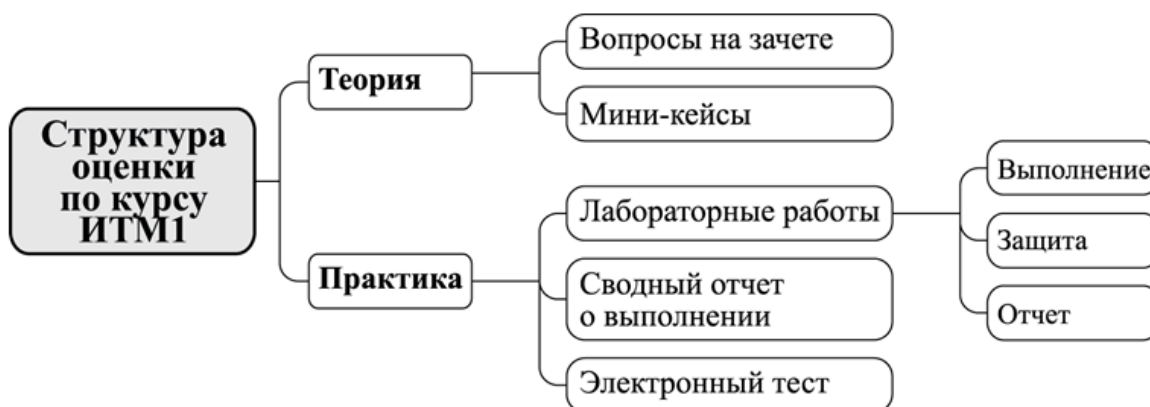 Структура
оценки
по курсу
ИТМ1
Теория
Вопросы на зачете
Мини-кейсы
Практика
Лабораторные работы
Выполнение
Защита
Отчет
Сводный отчет
о выполнении
Электронный тест